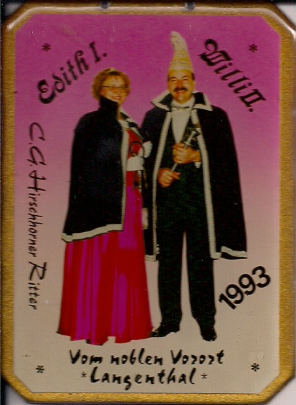 Edith I.
Willi II.
C.G. Hirschhorner Ritter
1993
Vom noblen Vorort
* Langenthal *